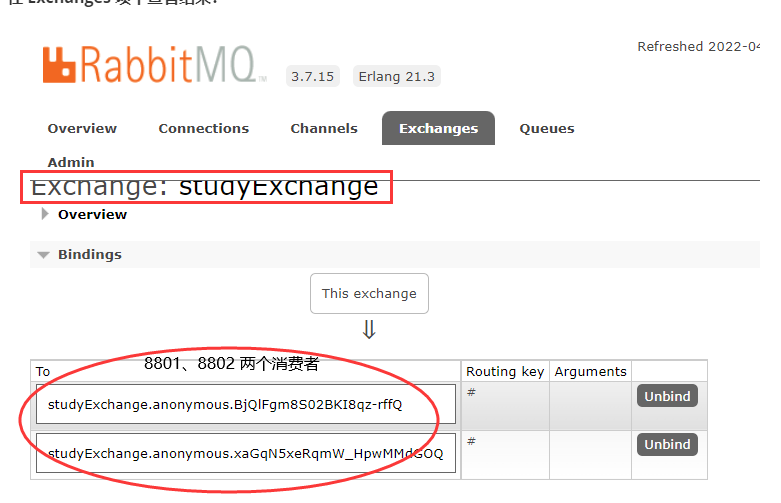 在 Exchanges 项中查看结果：
Refreshed 2022-04
RabbitMQ TM 3.7.15 Erlang 21.3
Overview Connections Channels Exchanges Queues
Admin
Exchange: studyExchange
Overview
Bindings
This exchange
⇓
8801、8802 两个消费者
To Routing key Arguments
studyExchange.anonymous.BjQlFgm8S02BKI8qz-rffQ # Unbind
studyExchange.anonymous.xaGqN5xeRqmW_HpwMMdGOQ # Unbind